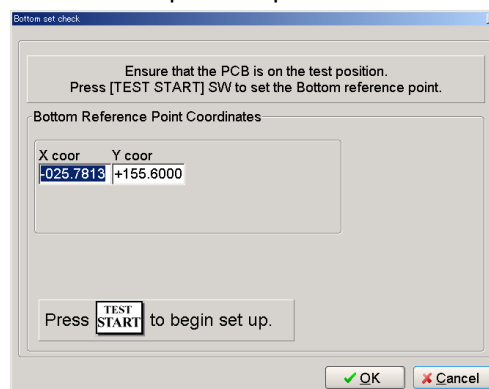 Bottom set check
Ensure that the PCB is on the test position.
Press [TEST START] SW to set the Bottom reference point.
Bottom Reference Point Coordinates
X coor Y coor
-025.7813 +155.6000
Press TEST START to begin set up.
OK Cancel